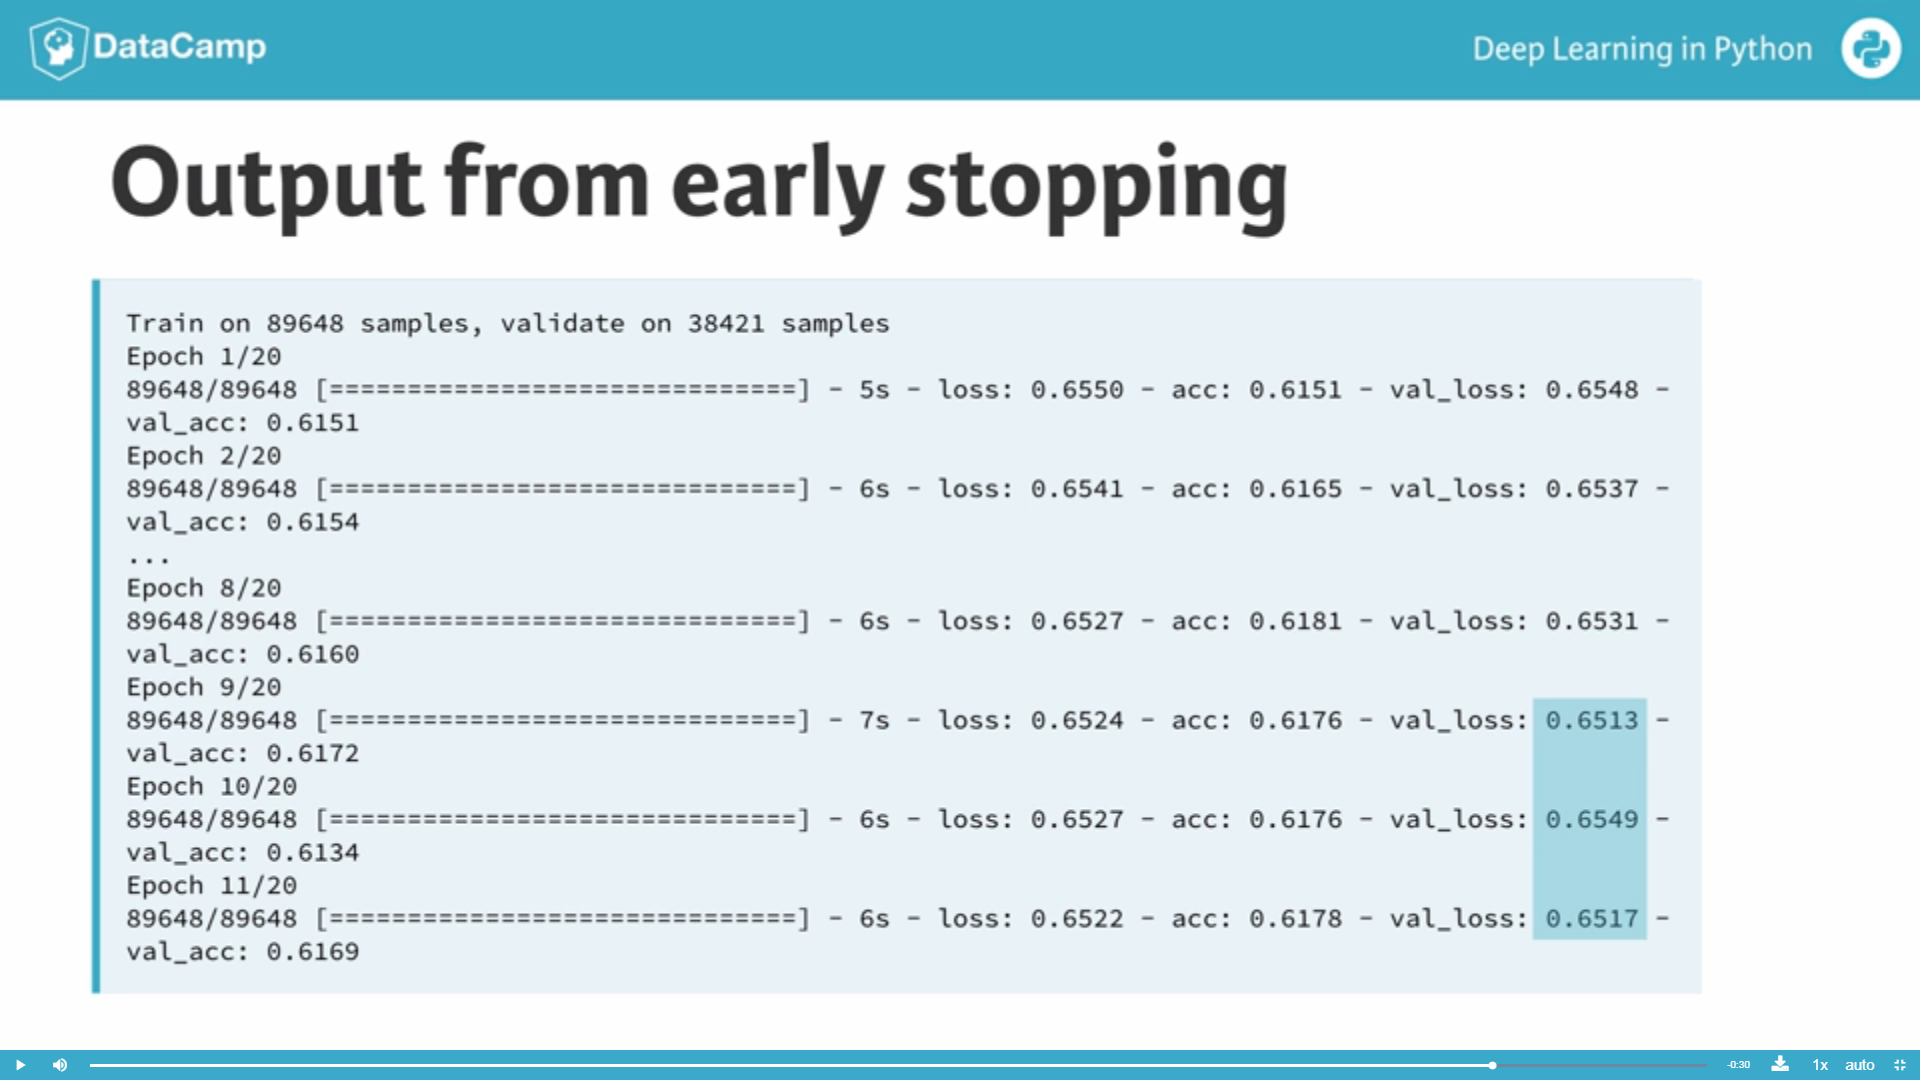 DataCamp
Deep Learning in Python
Output from early stopping
Train on 89648 samples, validate on 38421 samples
Epoch 1/20
89648/89648 [==============================] - 5s - loss: 0.6550 - acc: 0.6151 - val_loss: 0.6548 -
val_acc: 0.6151
Epoch 2/20
89648/89648 [==============================] - 6s - loss: 0.6541 - acc: 0.6165 - val_loss: 0.6537 -
val_acc: 0.6154
...
Epoch 8/20
89648/89648 [==============================] - 6s - loss: 0.6527 - acc: 0.6181 - val_loss: 0.6531 -
val_acc: 0.6160
Epoch 9/20
89648/89648 [==============================] - 7s - loss: 0.6524 - acc: 0.6176 - val_loss: 0.6513 -
val_acc: 0.6172
Epoch 10/20
89648/89648 [==============================] - 6s - loss: 0.6527 - acc: 0.6176 - val_loss: 0.6549 -
val_acc: 0.6134
Epoch 11/20
89648/89648 [==============================] - 6s - loss: 0.6522 - acc: 0.6178 - val_loss: 0.6517 -
val_acc: 0.6169
-0:30 1x auto